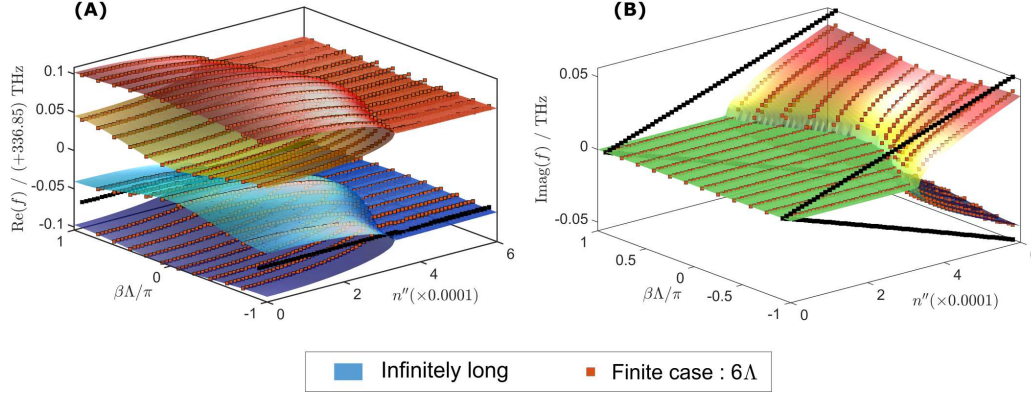 (A)
(B)
Re(f) / (+336.85) THz
0.1
0.05
0
-0.05
-0.1
1
0
-1
βΛ/π
0
2
4
6
n''(×0.0001)
Imag(f) / THz
0.05
0
-0.05
1
0.5
0
-0.5
-1
βΛ/π
0
2
4
n''(×0.0001)
Infinitely long
Finite case : 6Λ